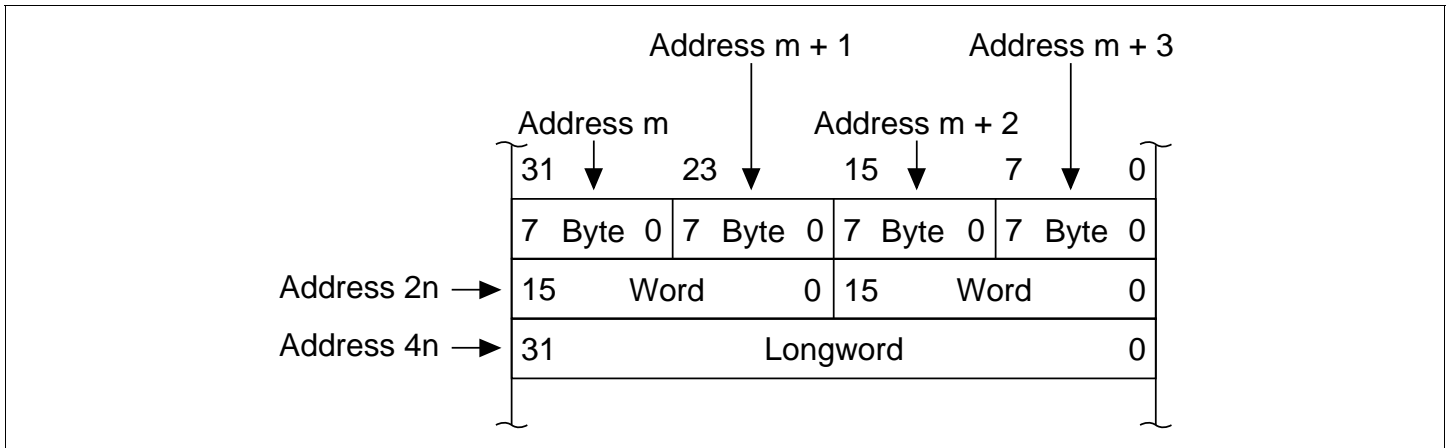 Address m + 1 Address m + 3
Address m Address m + 2
31 23 15 7 0
7 Byte 0 7 Byte 0 7 Byte 0 7 Byte 0
Address 2n 15 Word 0 15 Word 0
Address 4n 31 Longword 0